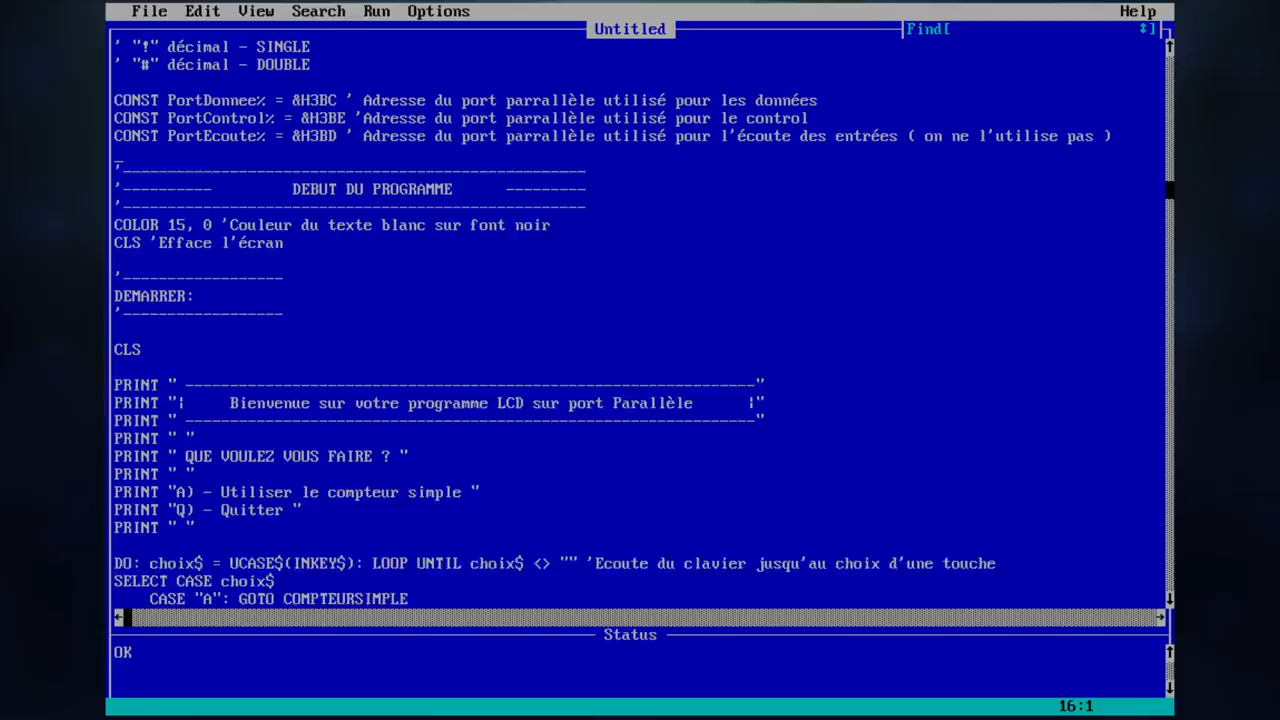 File Edit View Search Run Options Help
Untitled
Find[ ↕]
' "!" décimal - SINGLE
' "#" décimal - DOUBLE
CONST PortDonnee% = &H3BC ' Adresse du port parrallèle utilisé pour les données
CONST PortControl% = &H3BE 'Adresse du port parrallèle utilisé pour le control
CONST PortEcoute% = &H3BD ' Adresse du port parrallèle utilisé pour l'écoute des entrées ( on ne l'utilise pas )
'----------------------------------------------------
'---------- DEBUT DU PROGRAMME ---------
'----------------------------------------------------
COLOR 15, 0 'Couleur du texte blanc sur font noir
CLS 'Efface l'écran
'------------------
DEMARRER:
'------------------
CLS
PRINT " ----------------------------------------------------------------"
PRINT "¦ Bienvenue sur votre programme LCD sur port Parallèle ¦"
PRINT " ----------------------------------------------------------------"
PRINT " "
PRINT " QUE VOULEZ VOUS FAIRE ? "
PRINT " "
PRINT "A) - Utiliser le compteur simple "
PRINT "Q) - Quitter "
PRINT " "
DO: choix$ = UCASE$(INKEY$): LOOP UNTIL choix$ <> "" 'Ecoute du clavier jusqu'au choix d'une touche
SELECT CASE choix$
CASE "A": GOTO COMPTEURSIMPLE
Status
OK
16:1